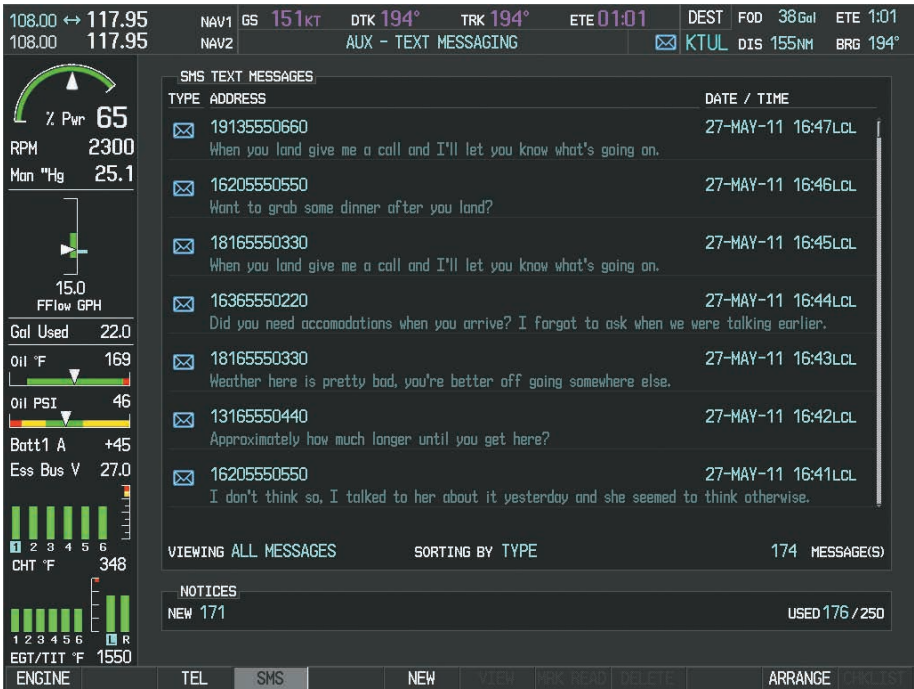 108.00 ↔ 117.95 NAV1 GS 151KT DTK 194° TRK 194° ETE 01:01 DEST FOD 38Gal ETE 1:01
108.00 117.95 NAV2 AUX - TEXT MESSAGING KTUL DIS 155NM BRG 194°
SMS TEXT MESSAGES
TYPE ADDRESS DATE / TIME
19135550660 27-MAY-11 16:47LCL
When you land give me a call and I'll let you know what's going on.
16205550550 27-MAY-11 16:46LCL
Want to grab some dinner after you land?
18165550330 27-MAY-11 16:45LCL
When you land give me a call and I'll let you know what's going on.
16365550220 27-MAY-11 16:44LCL
Did you need accomodations when you arrive? I forgot to ask when we were talking earlier.
18165550330 27-MAY-11 16:43LCL
Weather here is pretty bad, you're better off going somewhere else.
13165550440 27-MAY-11 16:42LCL
Approximately how much longer until you get here?
16205550550 27-MAY-11 16:41LCL
I don't think so, I talked to her about it yesterday and she seemed to think otherwise.
VIEWING ALL MESSAGES SORTING BY TYPE 174 MESSAGE(S)
NOTICES
NEW 171 USED 176 / 250
% Pwr 65
RPM 2300
Man "Hg 25.1
15.0
FFlow GPH
Gal Used 22.0
Oil °F 169
Oil PSI 46
Batt1 A +45
Ess Bus V 27.0
1 2 3 4 5 6
CHT °F 348
1 2 3 4 5 6 L R
EGT/TIT °F 1550
ENGINE TEL SMS NEW VIEW MRK READ DELETE ARRANGE CHKLIST